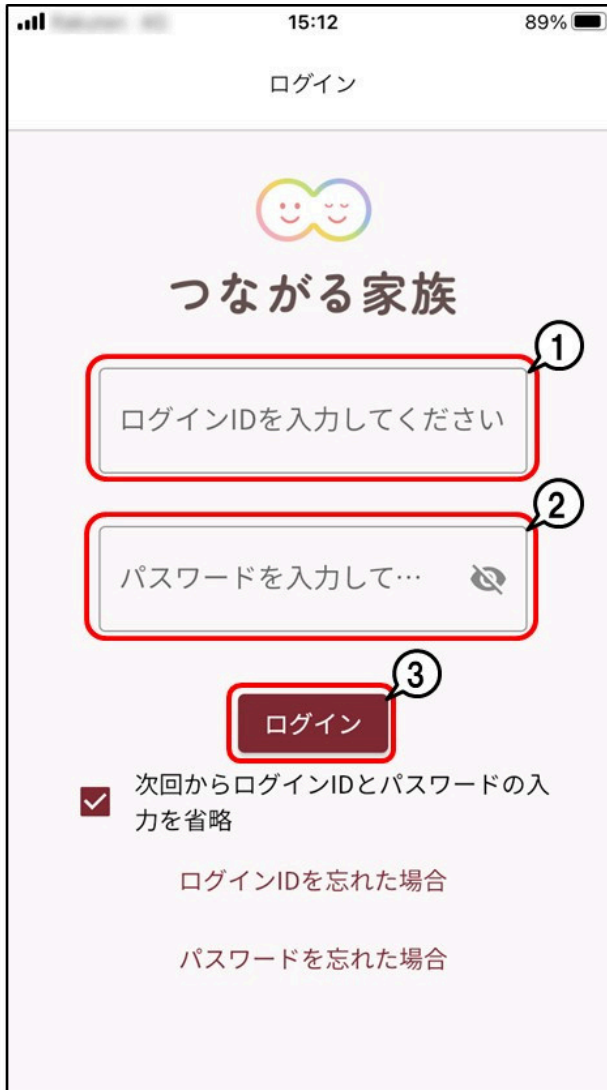 15:12 89%
ログイン
つながる家族
1
ログインIDを入力してください
2
パスワードを入力して…
3
ログイン
次回からログインIDとパスワードの入
力を省略
ログインIDを忘れた場合
パスワードを忘れた場合